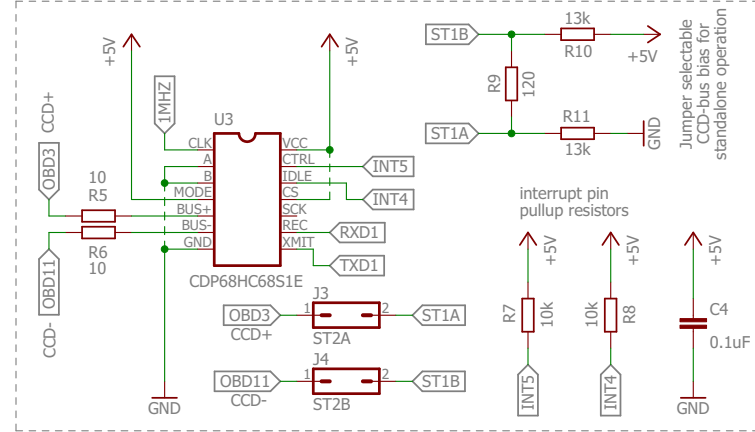 +5V
+5V
CCD+
OBD3
1MHZ
U3
CLK
A
B
MODE
BUS+
BUS-
GND
VCC
CTRL
IDLE
CS
SCK
REC
XMIT
CDP68HC68S1E
INT5
INT4
RXD1
TXD1
10
R5
R6
10
OBD11
CCD-
GND
J3
OBD3
1
2
ST1A
CCD+
ST2A
J4
OBD11
1
2
ST1B
CCD-
ST2B
ST1B
13k
R10
+5V
R9
120
ST1A
R11
13k
GND
Jumper selectable
CCD-bus bias for
standalone operation
interrupt pin
pullup resistors
+5V
R7
10k
INT5
+5V
10k
R8
INT4
+5V
C4
0.1uF
GND